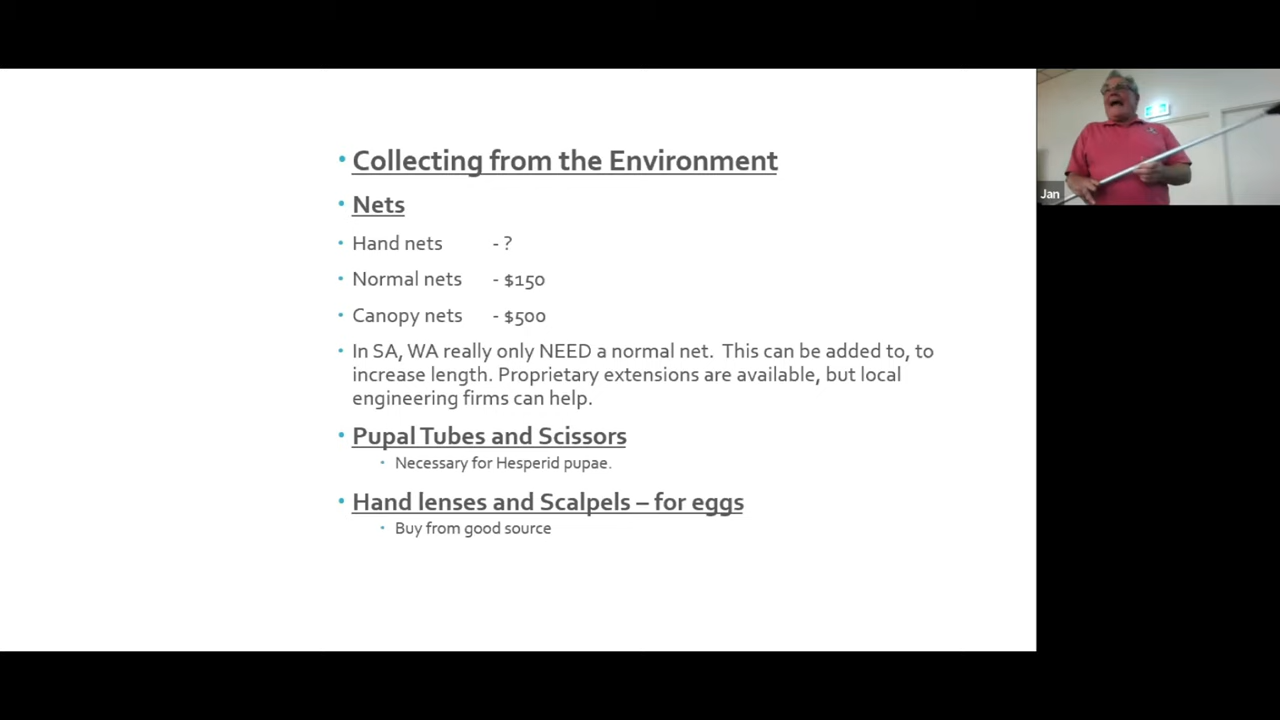 Collecting from the Environment
Nets
Hand nets - ?
Normal nets - $150
Canopy nets - $500
In SA, WA really only NEED a normal net. This can be added to, to
increase length. Proprietary extensions are available, but local
engineering firms can help.
Pupal Tubes and Scissors
Necessary for Hesperid pupae.
Hand lenses and Scalpels – for eggs
Buy from good source
Jan